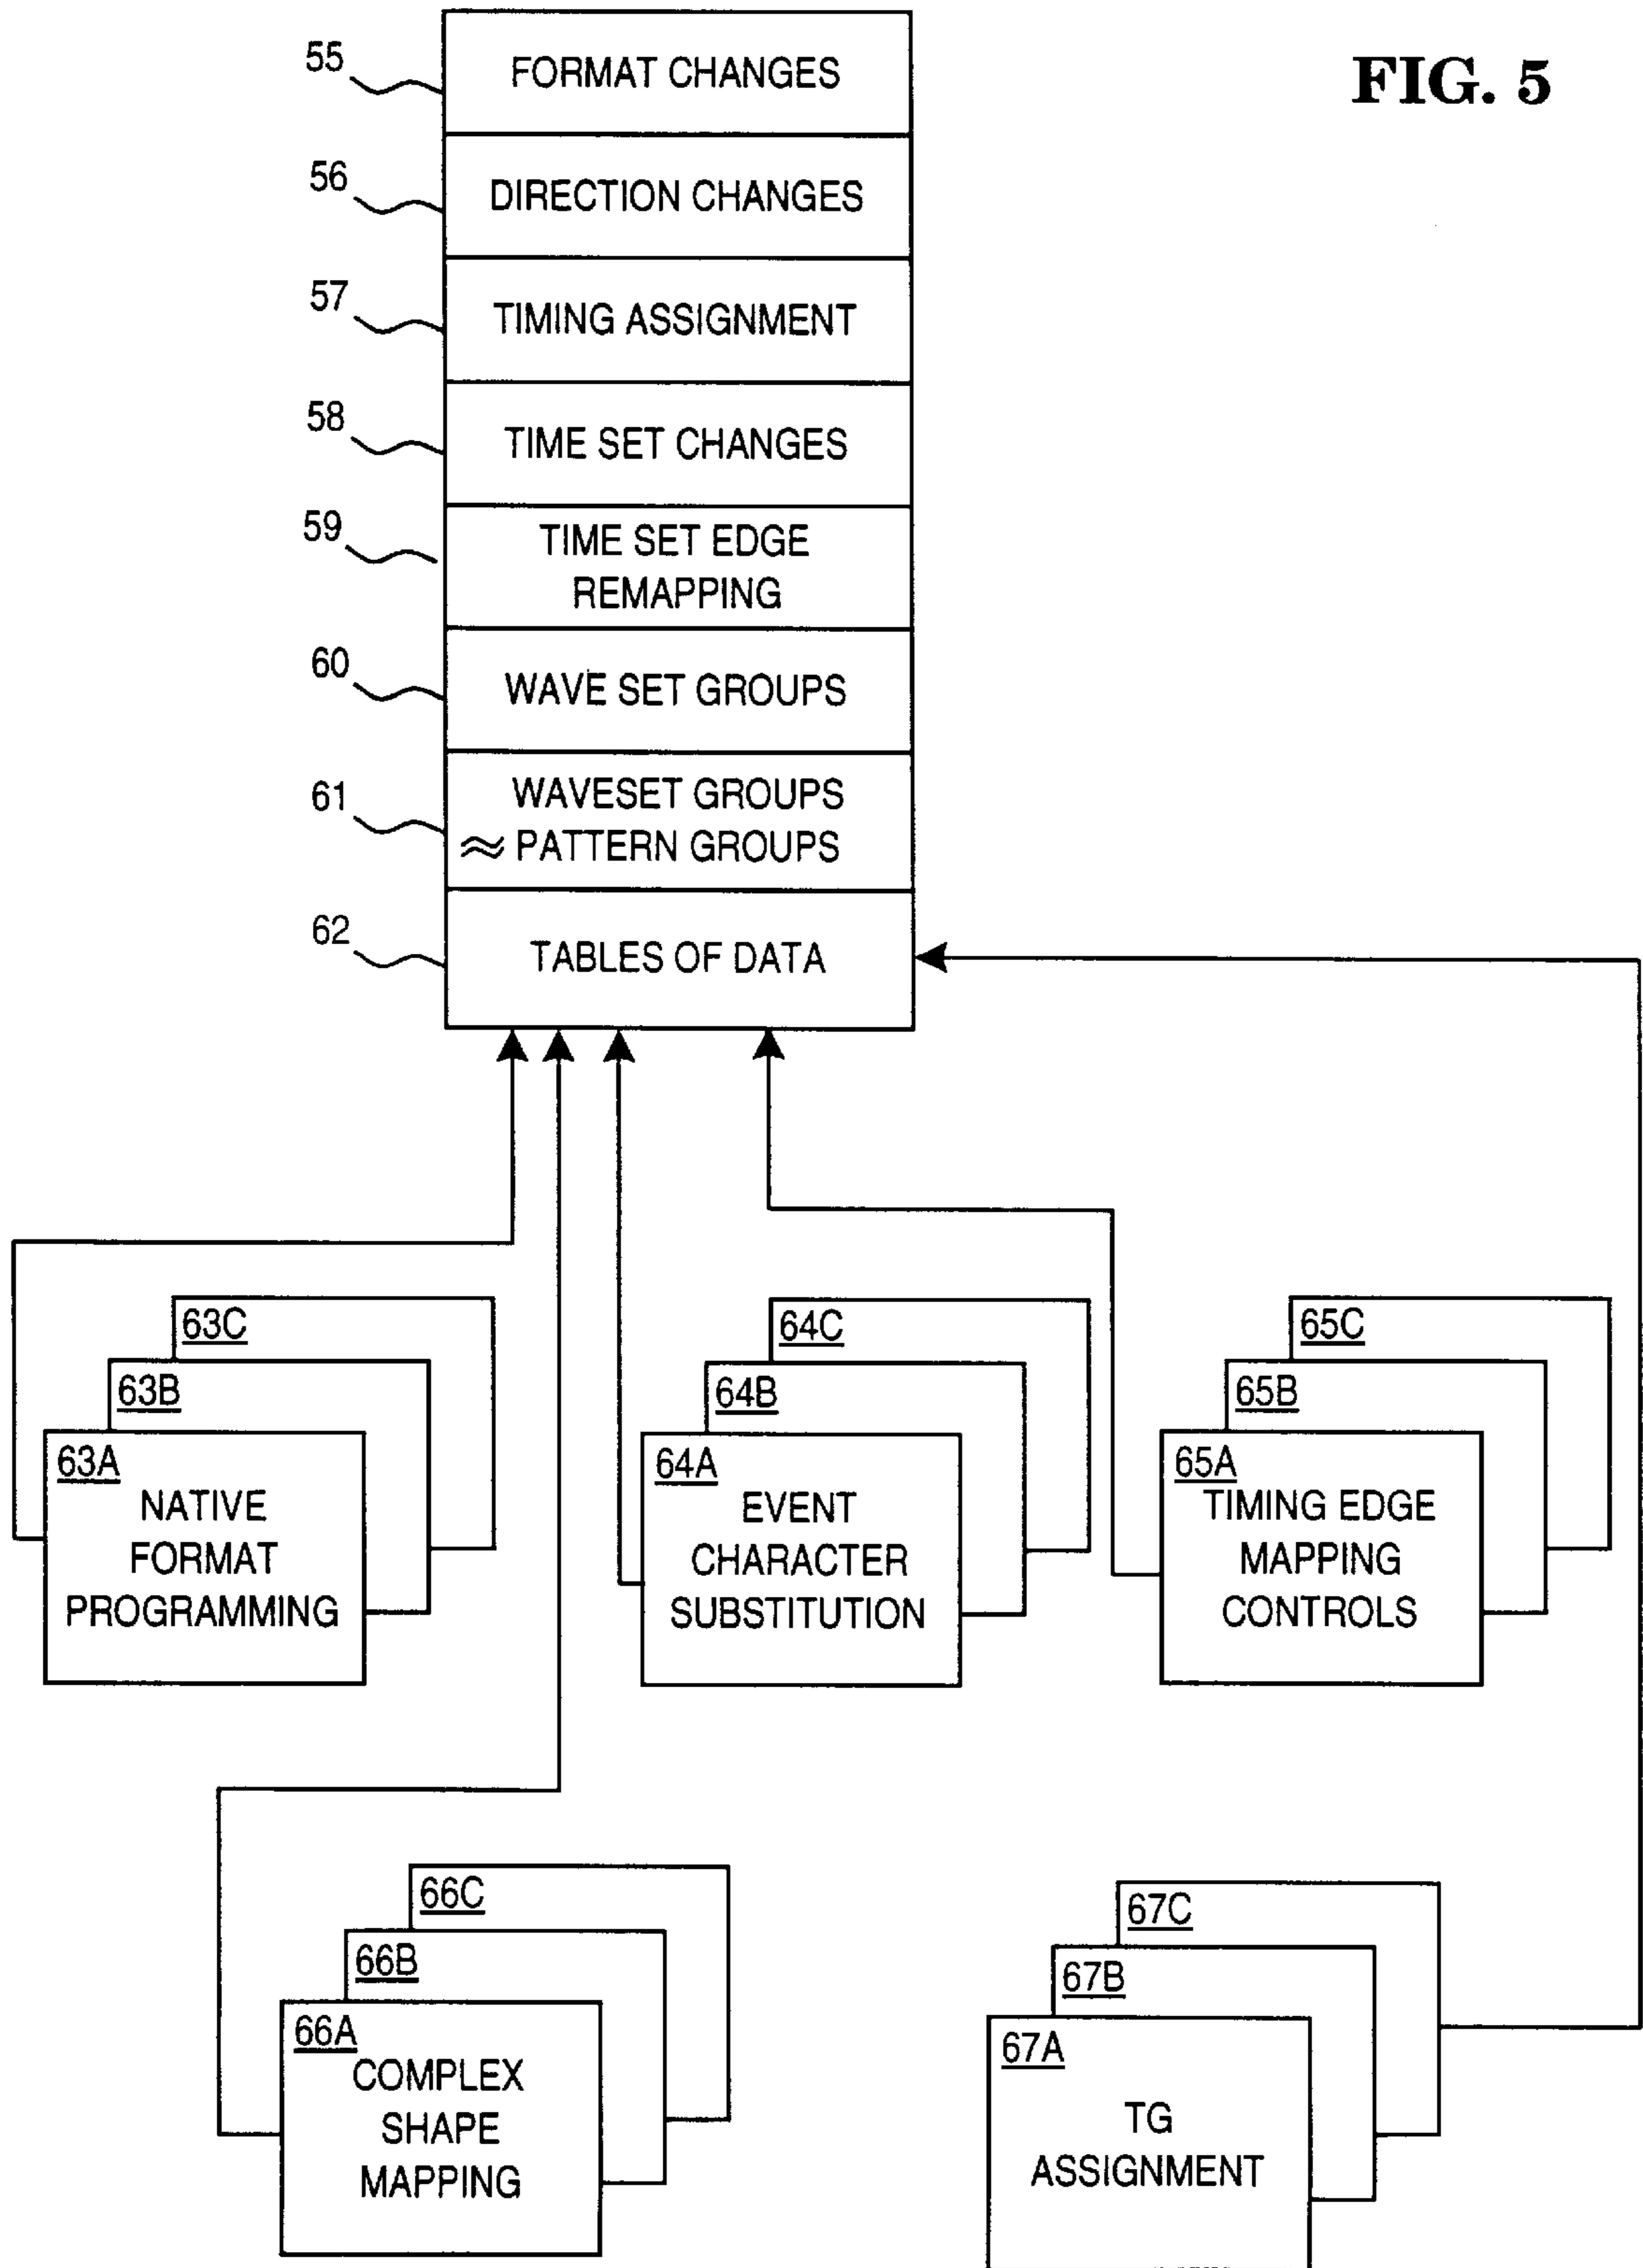 FIG. 5
55
FORMAT CHANGES
56
DIRECTION CHANGES
57
TIMING ASSIGNMENT
58
TIME SET CHANGES
59
TIME SET EDGE
REMAPPING
60
WAVE SET GROUPS
61
WAVESET GROUPS
≈ PATTERN GROUPS
62
TABLES OF DATA
63C
63B
63A
NATIVE
FORMAT
PROGRAMMING
64C
64B
64A
EVENT
CHARACTER
SUBSTITUTION
65C
65B
65A
TIMING EDGE
MAPPING
CONTROLS
66C
66B
66A
COMPLEX
SHAPE
MAPPING
67C
67B
67A
TG
ASSIGNMENT